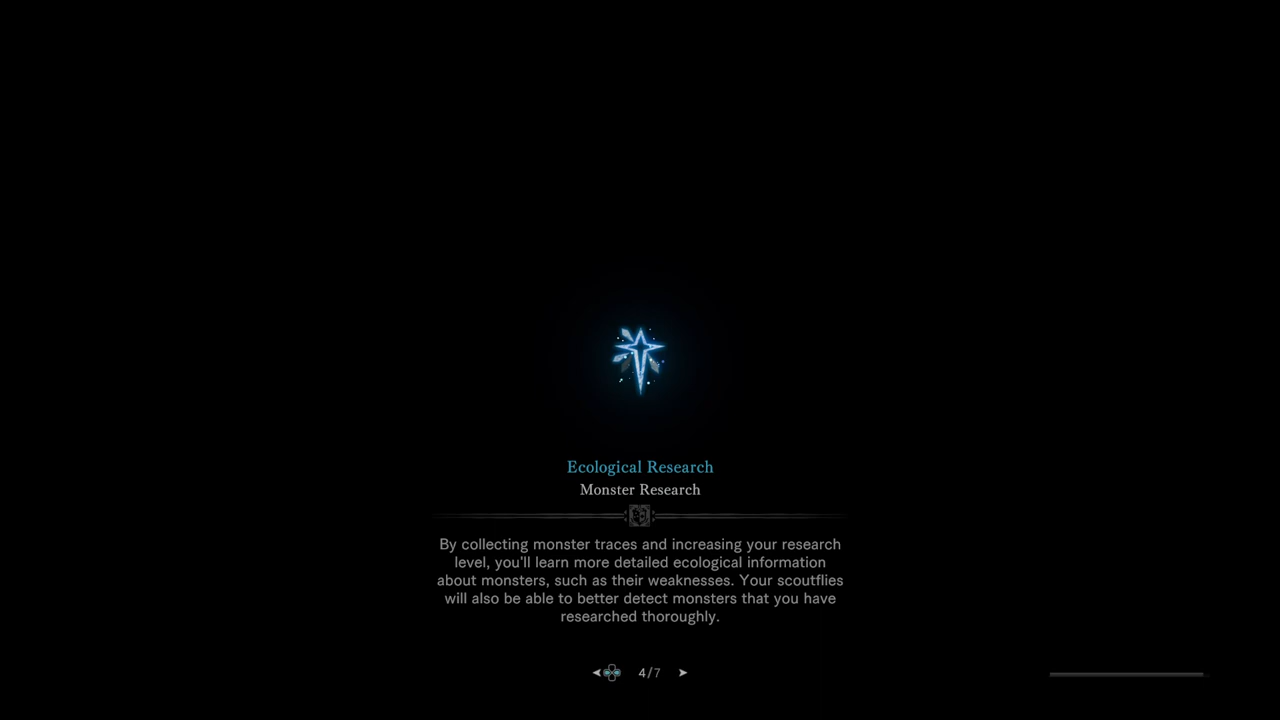 Ecological Research
Monster Research
By collecting monster traces and increasing your research
level, you'll learn more detailed ecological information
about monsters, such as their weaknesses. Your scoutflies
will also be able to better detect monsters that you have
researched thoroughly.
4/7